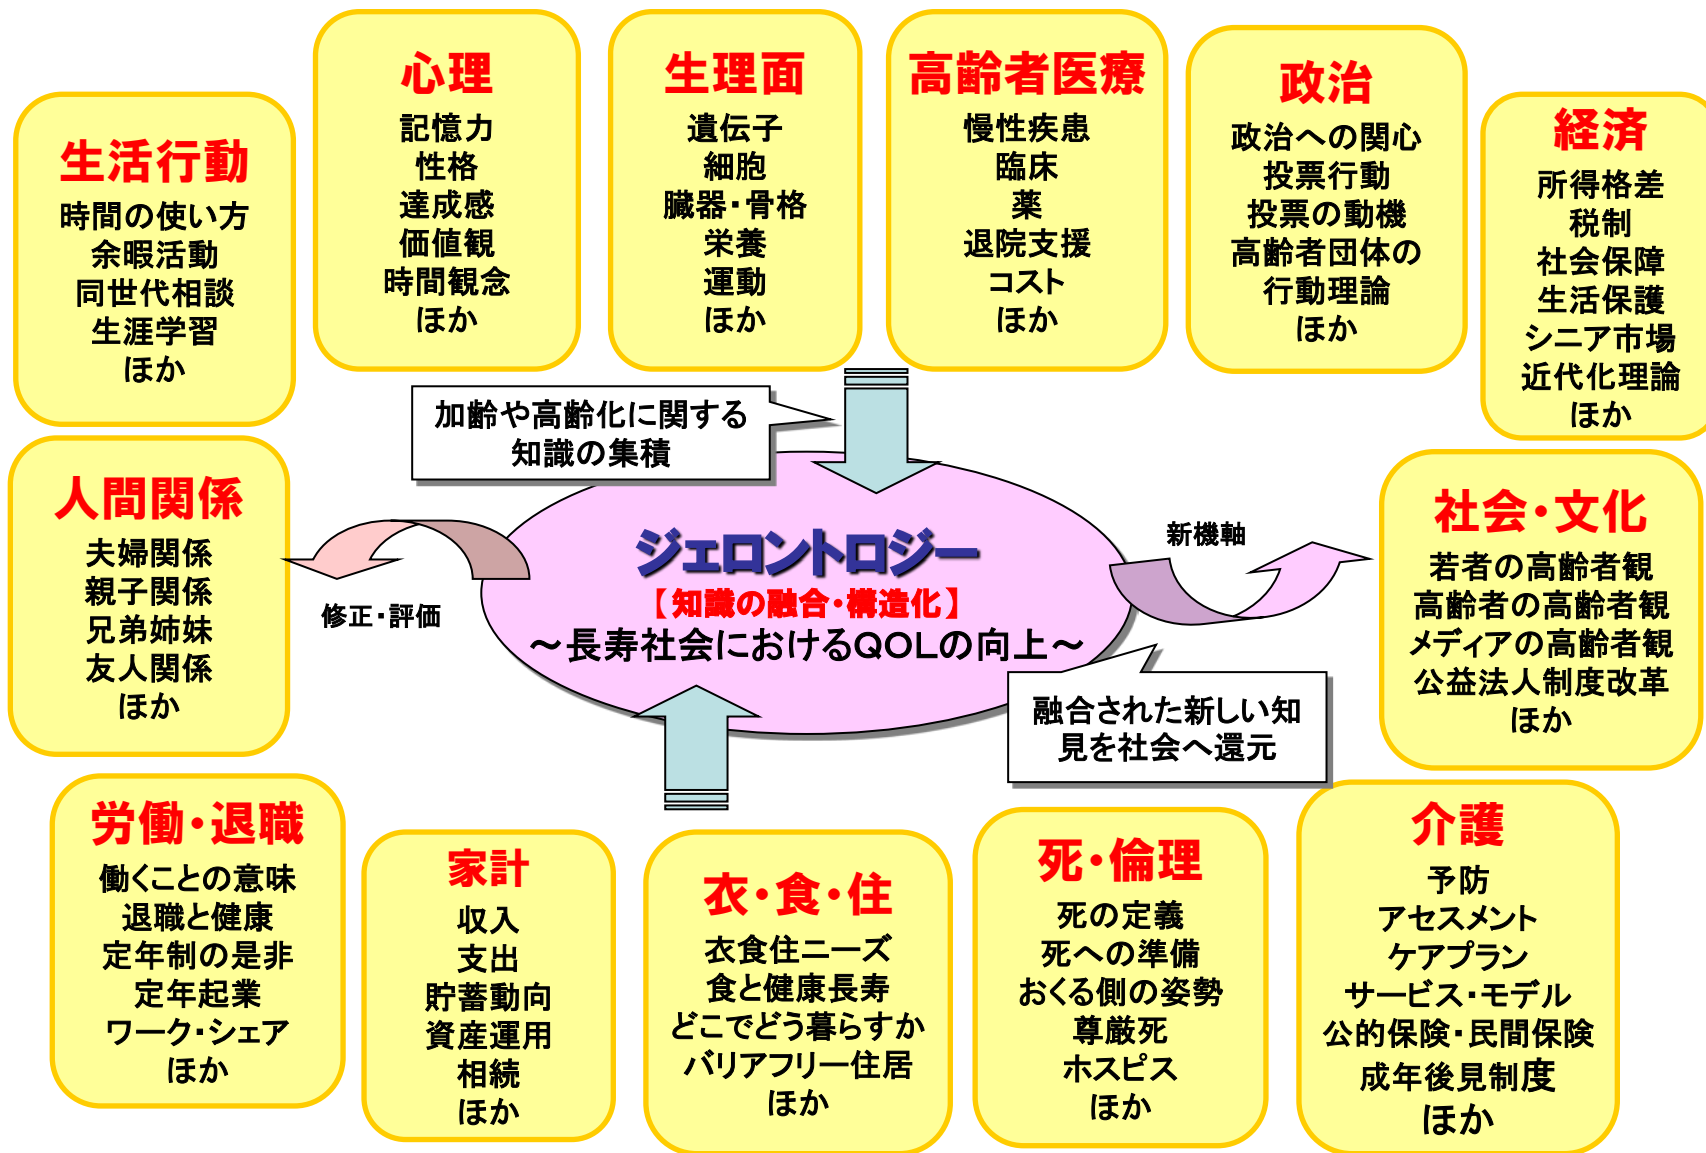 心理
記憶力
性格
達成感
価値観
時間観念
ほか
生理面
遺伝子
細胞
臓器・骨格
栄養
運動
ほか
高齢者医療
慢性疾患
臨床
薬
退院支援
コスト
ほか
政治
政治への関心
投票行動
投票の動機
高齢者団体の
行動理論
ほか
経済
所得格差
税制
社会保障
生活保護
シニア市場
近代化理論
ほか
生活行動
時間の使い方
余暇活動
同世代相談
生涯学習
ほか
加齢や高齢化に関する
知識の集積
人間関係
夫婦関係
親子関係
兄弟姉妹
友人関係
ほか
修正・評価
ジェロントロジー
【知識の融合・構造化】
～長寿社会におけるQOLの向上～
新機軸
融合された新しい知
見を社会へ還元
社会・文化
若者の高齢者観
高齢者の高齢者観
メディアの高齢者観
公益法人制度改革
ほか
労働・退職
働くことの意味
退職と健康
定年制の是非
定年起業
ワーク・シェア
ほか
家計
収入
支出
貯蓄動向
資産運用
相続
ほか
衣・食・住
衣食住ニーズ
食と健康長寿
どこでどう暮らすか
バリアフリー住居
ほか
死・倫理
死の定義
死への準備
おくる側の姿勢
尊厳死
ホスピス
ほか
介護
予防
アセスメント
ケアプラン
サービス・モデル
公的保険・民間保険
成年後見制度
ほか